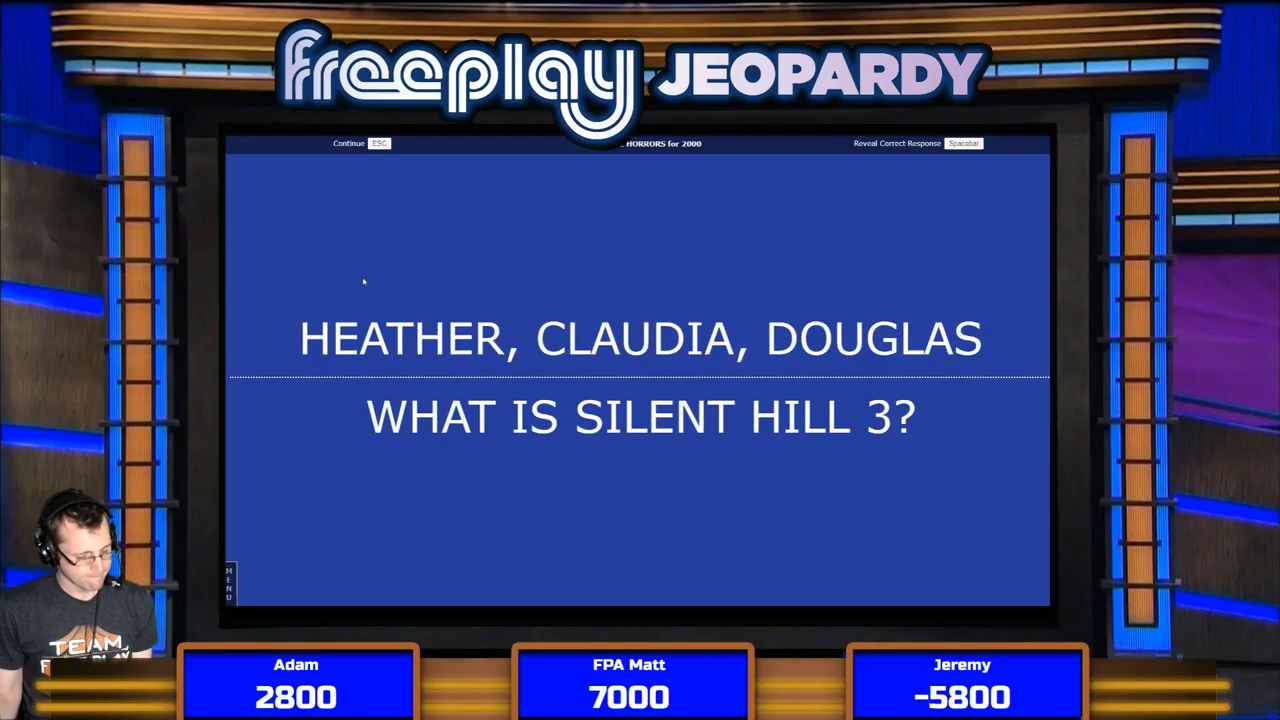 freeplay JEOPARDY
Continue ESC
HORRORS for 2000
Reveal Correct Response Spacebar
HEATHER, CLAUDIA, DOUGLAS
WHAT IS SILENT HILL 3?
MENU
TEAM
Adam
2800
FPA Matt
7000
Jeremy
-5800